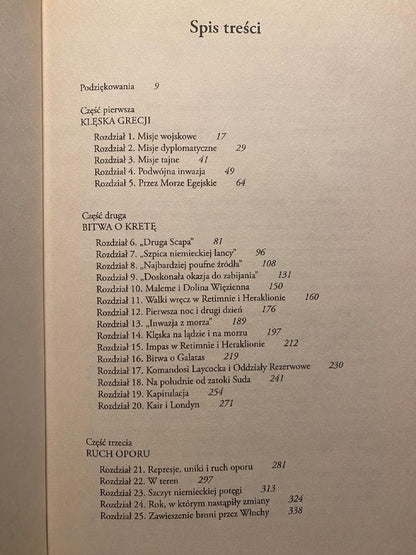 Spis treści
Podziękowania 9
Część pierwsza
KLĘSKA GRECJI
Rozdział 1. Misje wojskowe 17
Rozdział 2. Misje dyplomatyczne 29
Rozdział 3. Misje tajne 41
Rozdział 4. Podwójna inwazja 49
Rozdział 5. Przez Morze Egejskie 64
Część druga
BITWA O KRETĘ
Rozdział 6. „Druga Scapa” 81
Rozdział 7. „Szpica niemieckiej lancy” 96
Rozdział 8. „Najbardziej poufne źródła” 108
Rozdział 9. „Doskonała okazja do zabijania” 131
Rozdział 10. Maleme i Dolina Więzienna 150
Rozdział 11. Walki wręcz w Retimnie i Heraklionie 160
Rozdział 12. Pierwsza noc i drugi dzień 176
Rozdział 13. „Inwazja z morza” 189
Rozdział 14. Klęska na lądzie i na morzu 197
Rozdział 15. Impas w Retimnie i Heraklionie 212
Rozdział 16. Bitwa o Galatas 219
Rozdział 17. Komandosi Laycocka i Oddziały Rezerwowe 230
Rozdział 18. Na południe od zatoki Suda 241
Rozdział 19. Kapitulacja 254
Rozdział 20. Kair i Londyn 271
Część trzecia
RUCH OPORU
Rozdział 21. Represje, uniki i ruch oporu 281
Rozdział 22. W teren 297
Rozdział 23. Szczyt niemieckiej potęgi 313
Rozdział 24. Rok, w którym nastąpiły zmiany 324
Rozdział 25. Zawieszenie broni przez Włochy 338